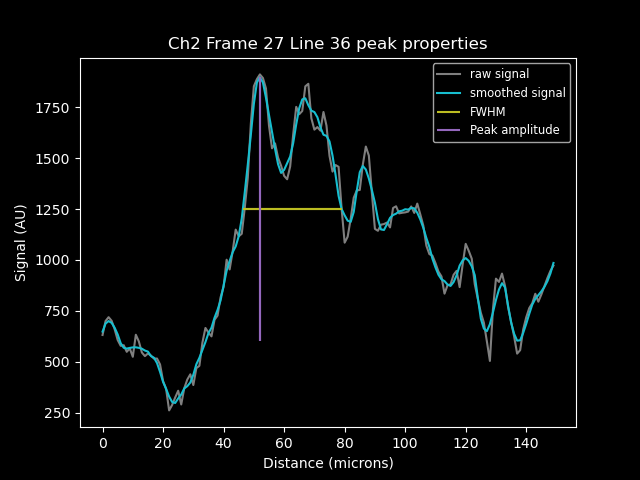 Ch2 Frame 27 Line 36 peak properties
raw signal
smoothed signal
FWHM
Peak amplitude
Signal (AU)
1750
1500
1250
1000
750
500
250
0 20 40 60 80 100 120 140
Distance (microns)